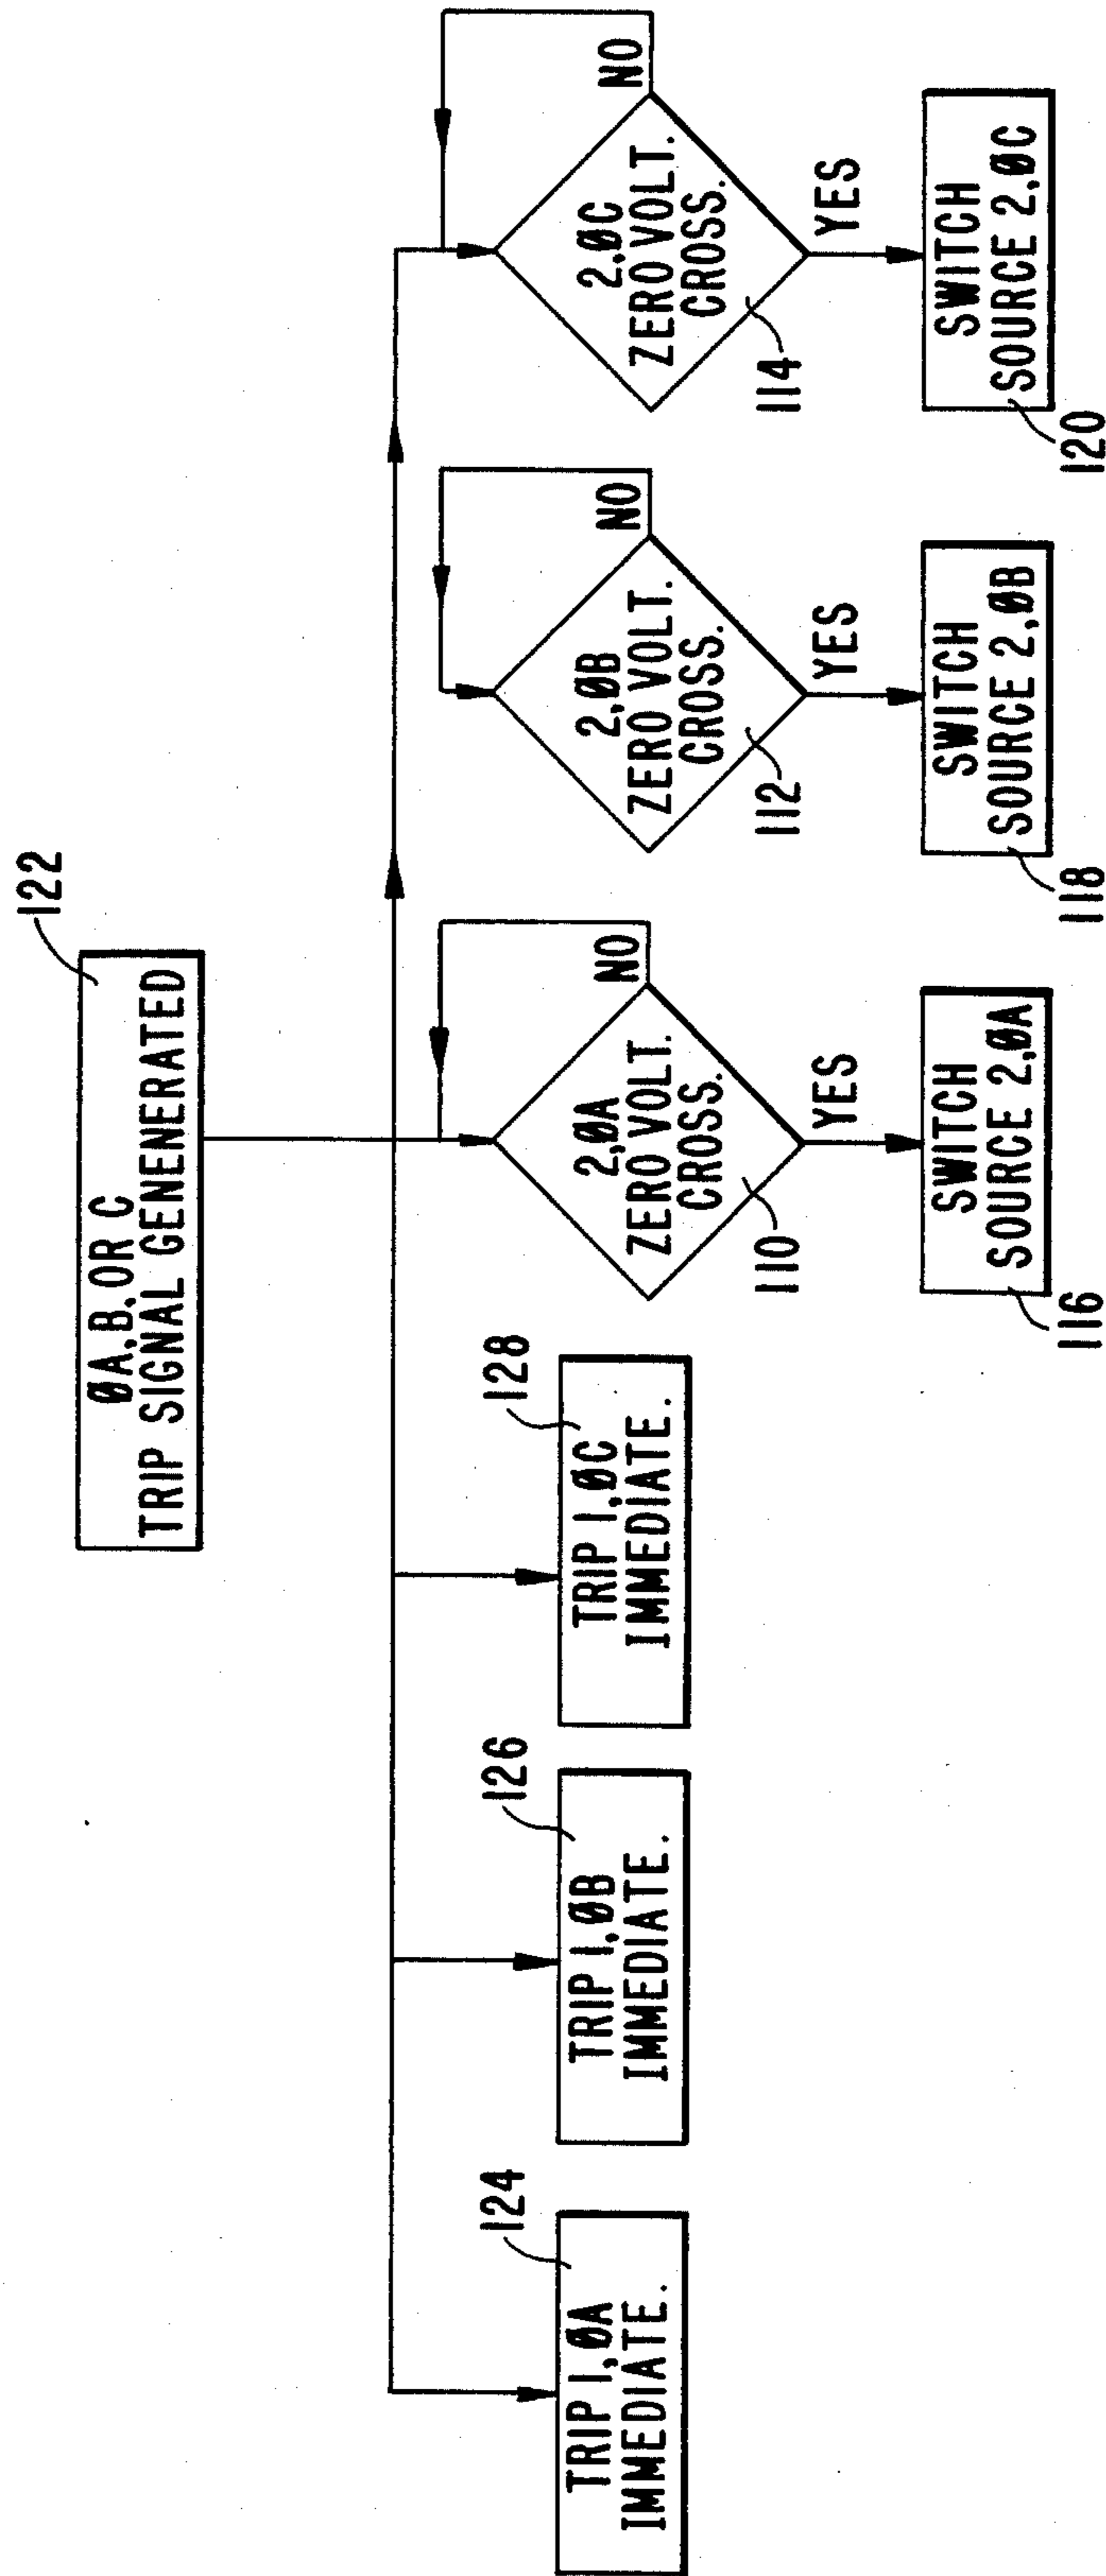 122
ØA,B,OR C
TRIP SIGNAL GENENERATED
124
TRIP 1,ØA
IMMEDIATE.
126
TRIP 1,ØB
IMMEDIATE.
128
TRIP 1,ØC
IMMEDIATE.
2,ØA
ZERO VOLT.
CROSS.
NO
110
YES
SWITCH
SOURCE 2,ØA
116
2,ØB
ZERO VOLT.
CROSS.
NO
112
YES
SWITCH
SOURCE 2,ØB
118
2,ØC
ZERO VOLT.
CROSS.
NO
114
YES
SWITCH
SOURCE 2,ØC
120